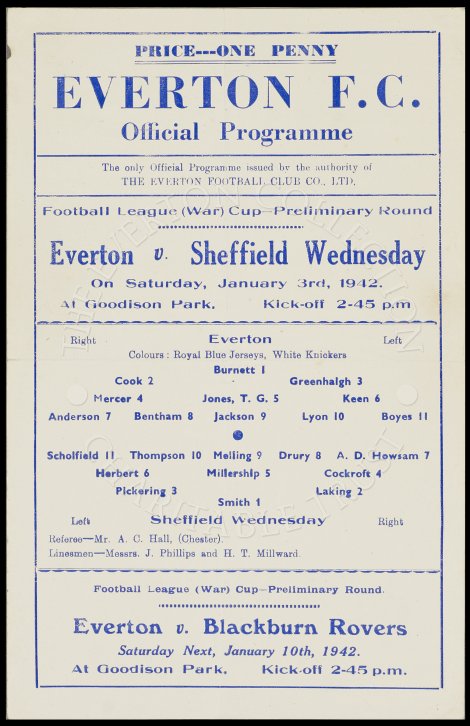 PRICE---ONE PENNY
EVERTON F.C.
Official Programme
The only Official Programme issued by the authority of
THE EVERTON FOOTBALL CLUB CO., LTD.
Football League (War) Cup—Preliminary Round
Everton v. Sheffield Wednesday
On Saturday, January 3rd, 1942.
At Goodison Park. Kick-off 2-45 p.m
Right Everton Left
Colours : Royal Blue Jerseys, White Knickers
Burnett 1
Cook 2 Greenhalgh 3
Mercer 4 Jones, T. G. 5 Keen 6
Anderson 7 Bentham 8 Jackson 9 Lyon 10 Boyes 11
Scholfield 11 Thompson 10 Melling 9 Drury 8 A. D. Howsam 7
Herbert 6 Millership 5 Cockroft 4
Pickering 3 Laking 2
Smith 1
Left Sheffield Wednesday Right
Referee—Mr. A. C. Hall, (Chester).
Linesmen—Messrs. J. Phillips and H. T. Millward.
Football League (War) Cup—Preliminary Round.
Everton v. Blackburn Rovers
Saturday Next, January 10th, 1942.
At Goodison Park. Kick-off 2-45 p.m.
THE EVERTON COLLECTION
CHARITABLE TRUST